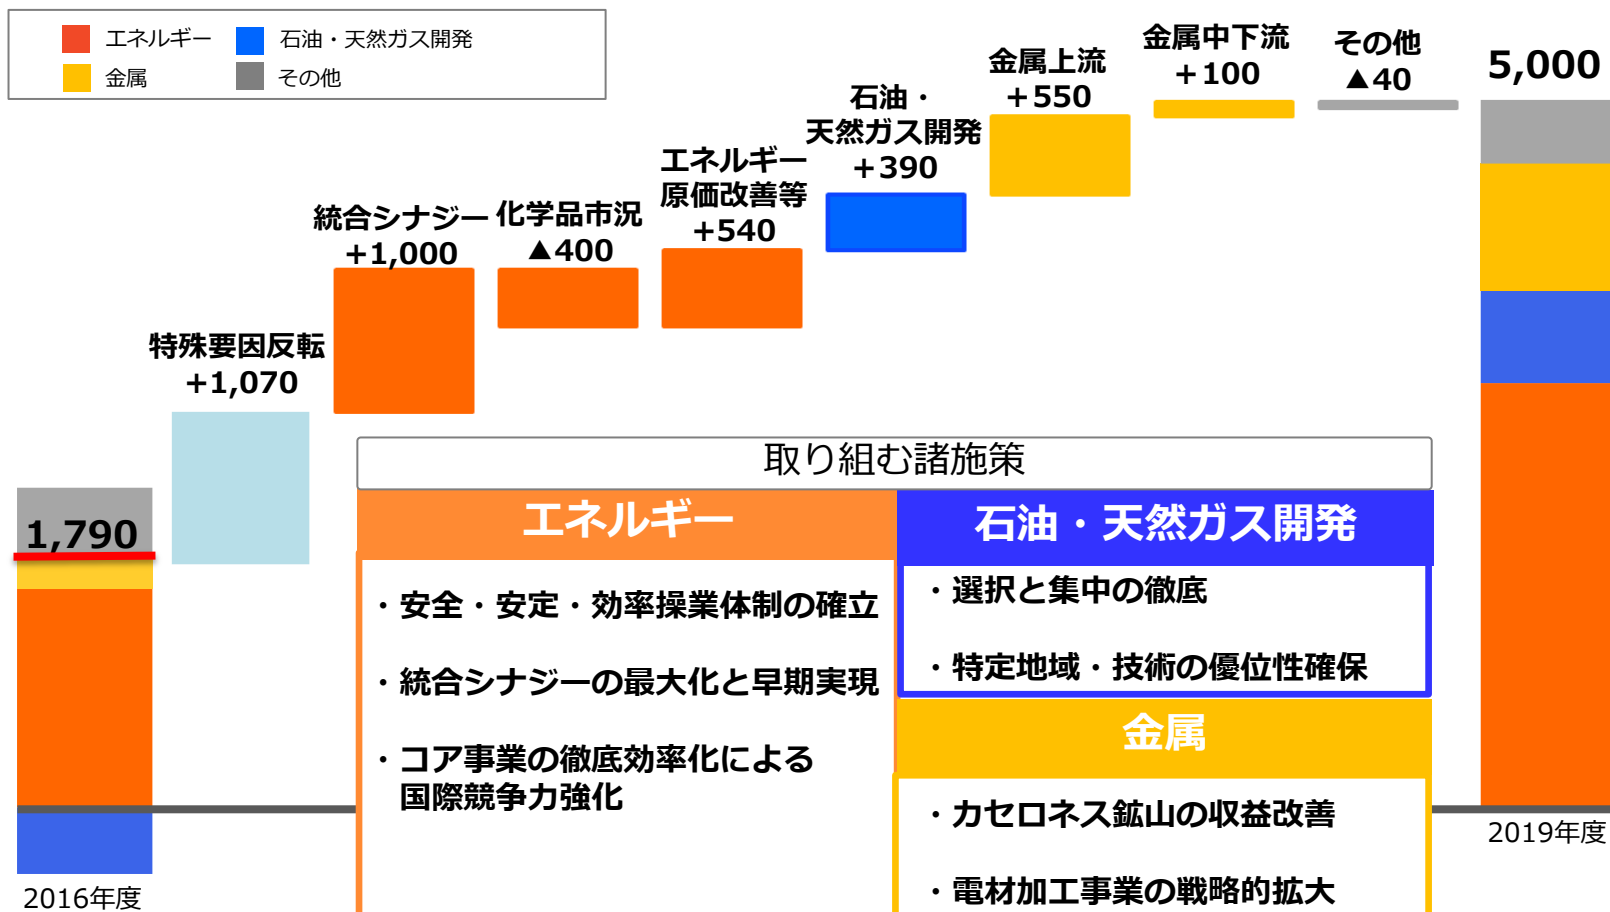 エネルギー
石油・天然ガス開発
金属
その他
1,790
2016年度
特殊要因反転
+1,070
統合シナジー
+1,000
化学品市況
▲400
エネルギー
原価改善等
+540
石油・
天然ガス開発
+390
金属上流
+550
金属中下流
+100
その他
▲40
5,000
2019年度
取り組む諸施策
エネルギー
・安全・安定・効率操業体制の確立
・統合シナジーの最大化と早期実現
・コア事業の徹底効率化による
国際競争力強化
石油・天然ガス開発
・選択と集中の徹底
・特定地域・技術の優位性確保
金属
・カセロネス鉱山の収益改善
・電材加工事業の戦略的拡大